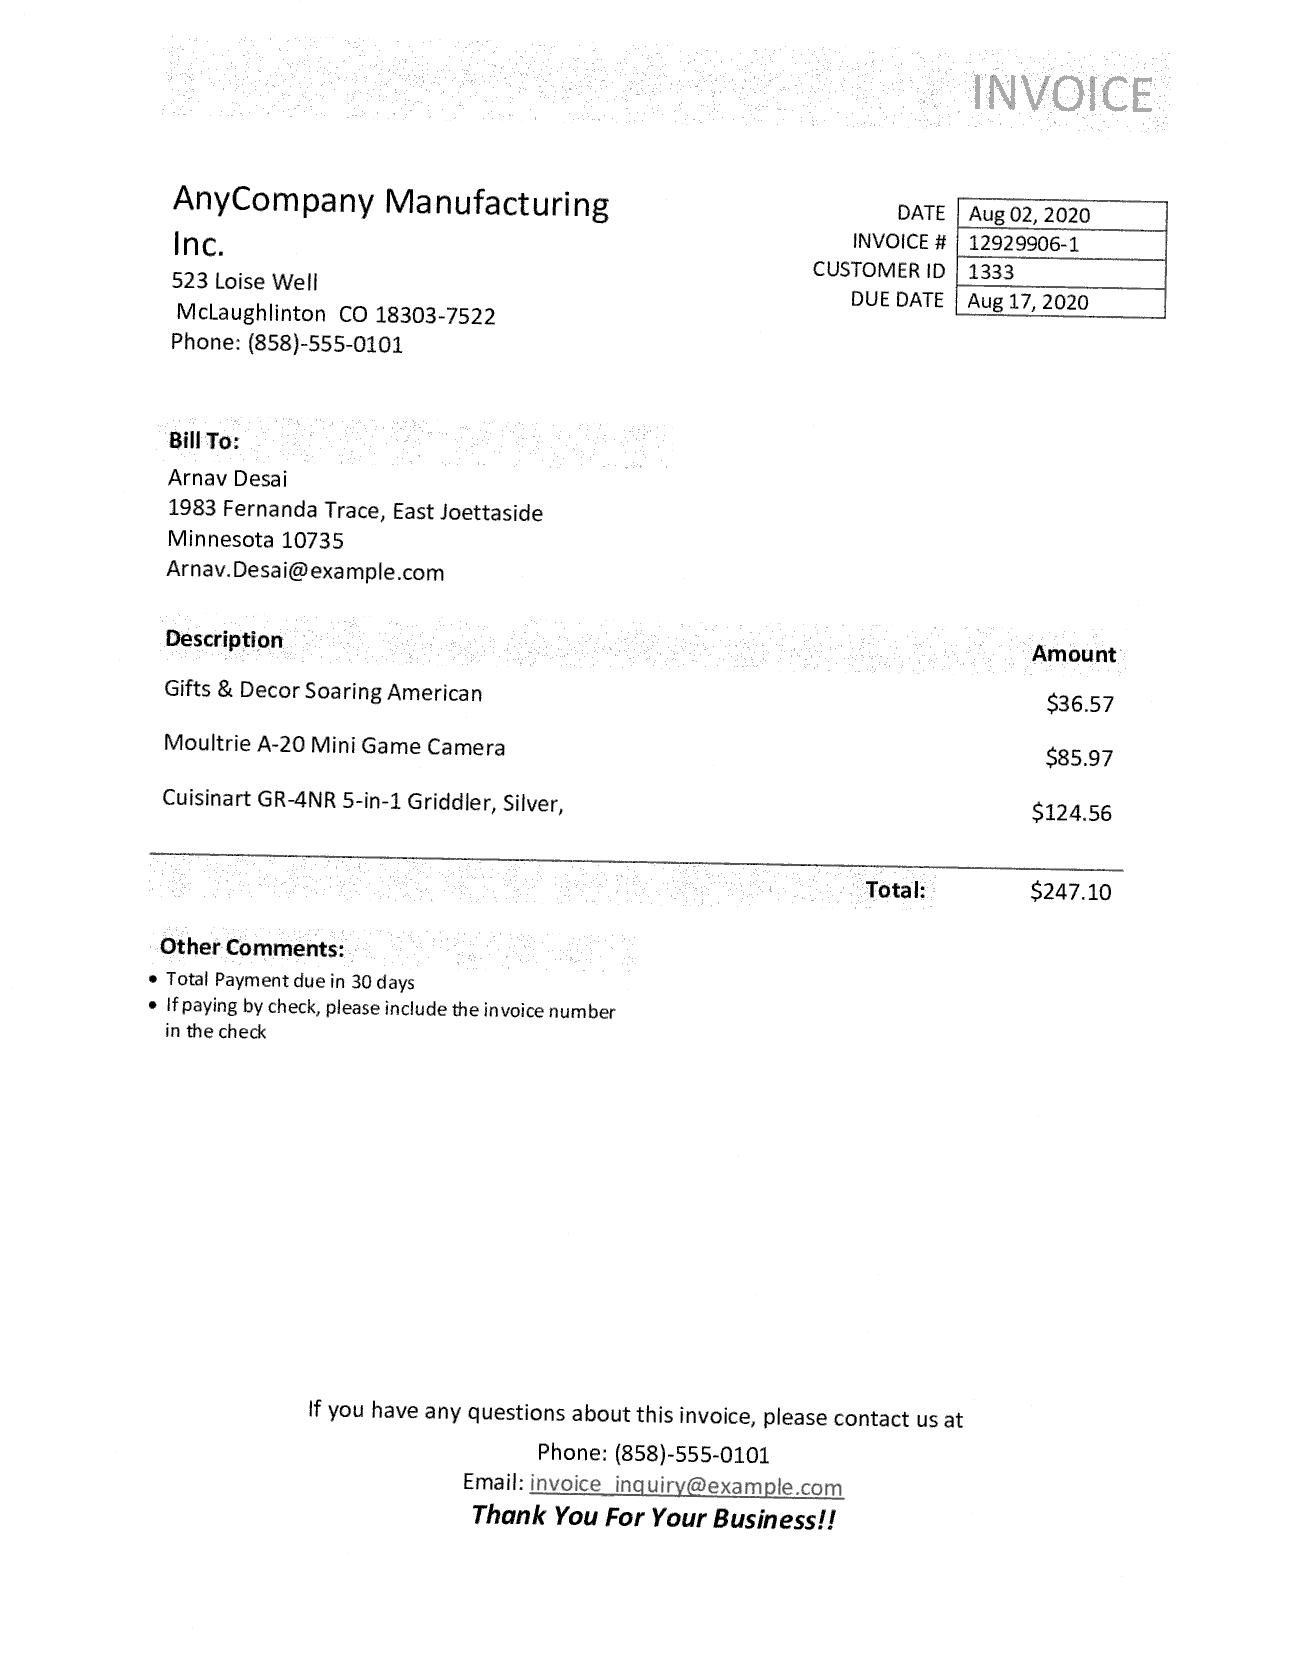 INVOICE
AnyCompany Manufacturing
Inc.
523 Loise Well
McLaughlinton CO 18303-7522
Phone: (858)-555-0101
DATE Aug 02, 2020
INVOICE # 12929906-1
CUSTOMER ID 1333
DUE DATE Aug 17, 2020
Bill To:
Arnav Desai
1983 Fernanda Trace, East Joettaside
Minnesota 10735
Arnav.Desai@example.com
Description Amount
Gifts & Decor Soaring American $36.57
Moultrie A-20 Mini Game Camera $85.97
Cuisinart GR-4NR 5-in-1 Griddler, Silver, $124.56
Total: $247.10
Other Comments:
• Total Payment due in 30 days
• If paying by check, please include the invoice number
in the check
If you have any questions about this invoice, please contact us at
Phone: (858)-555-0101
Email: invoice_inquiry@example.com
Thank You For Your Business!!